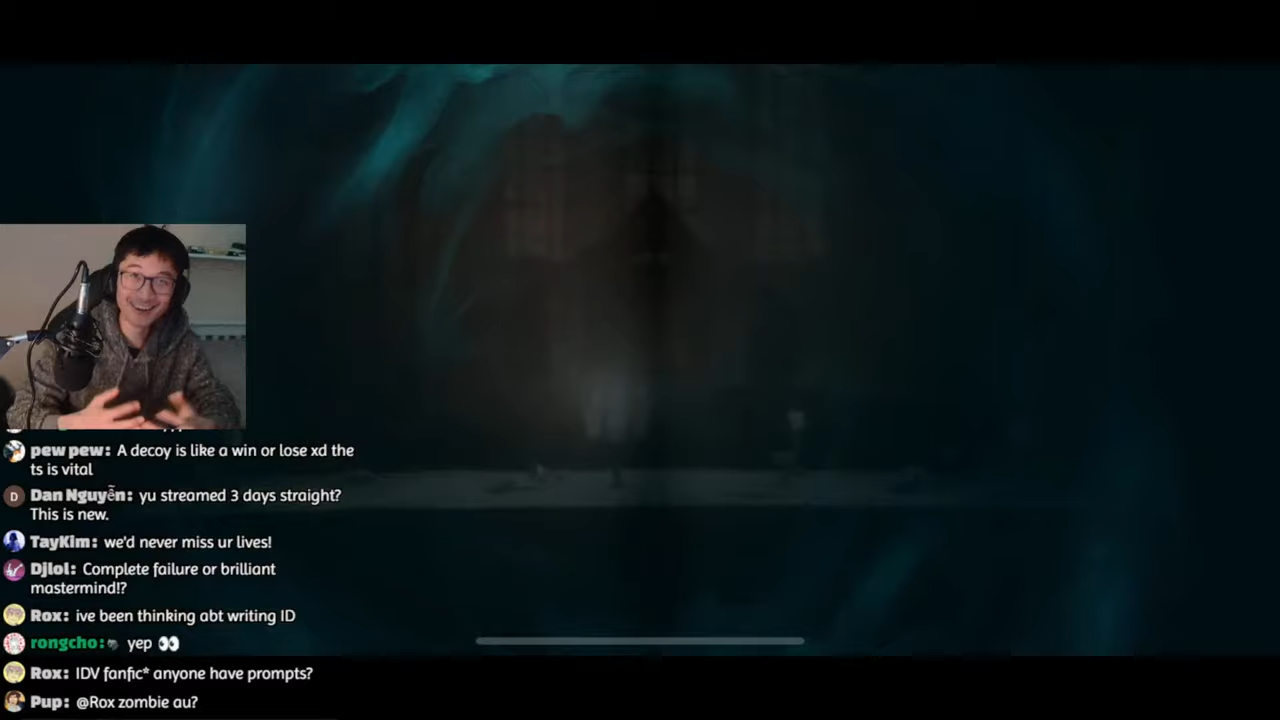 pew pew: A decoy is like a win or lose xd the
ts is vital
Dan Nguyễn: yu streamed 3 days straight?
This is new.
TayKim: we'd never miss ur lives!
Djlol: Complete failure or brilliant
mastermind!?
Rox: ive been thinking abt writing ID
rongcho: yep 👀
Rox: IDV fanfic* anyone have prompts?
Pup: @Rox zombie au?